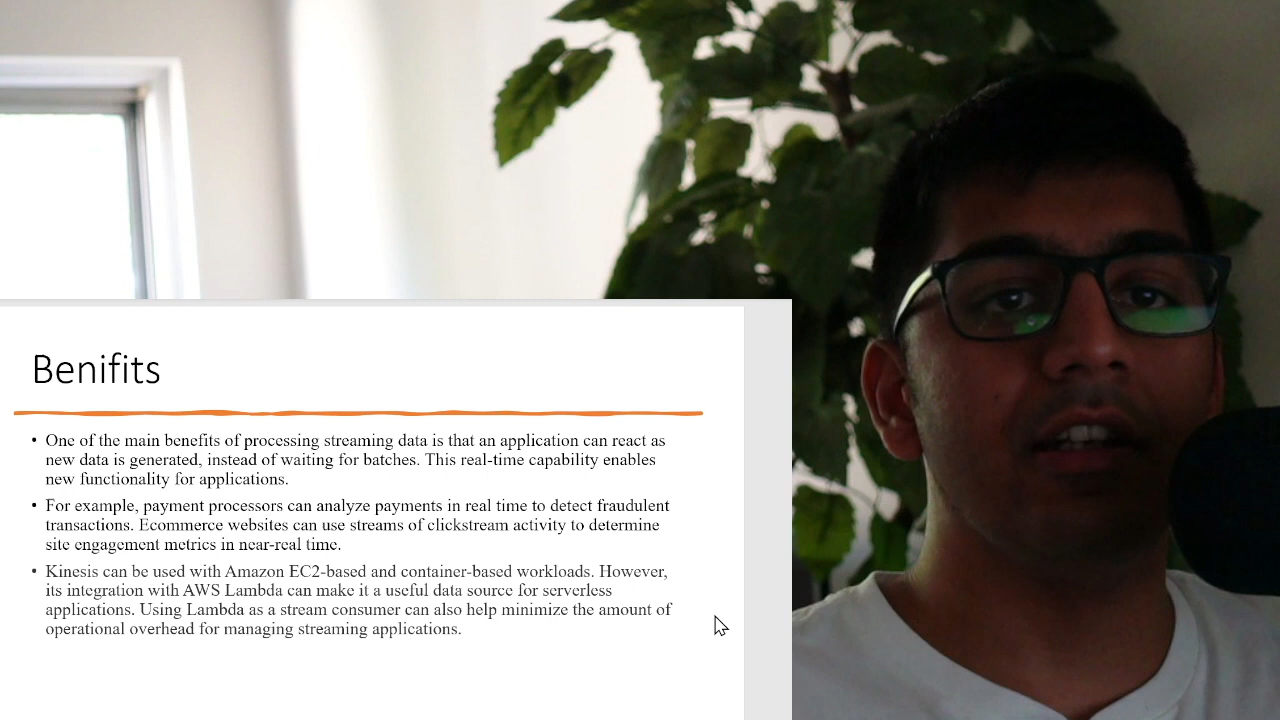 Benifits
• One of the main benefits of processing streaming data is that an application can react as
new data is generated, instead of waiting for batches. This real-time capability enables
new functionality for applications.
• For example, payment processors can analyze payments in real time to detect fraudulent
transactions. Ecommerce websites can use streams of clickstream activity to determine
site engagement metrics in near-real time.
• Kinesis can be used with Amazon EC2-based and container-based workloads. However,
its integration with AWS Lambda can make it a useful data source for serverless
applications. Using Lambda as a stream consumer can also help minimize the amount of
operational overhead for managing streaming applications.